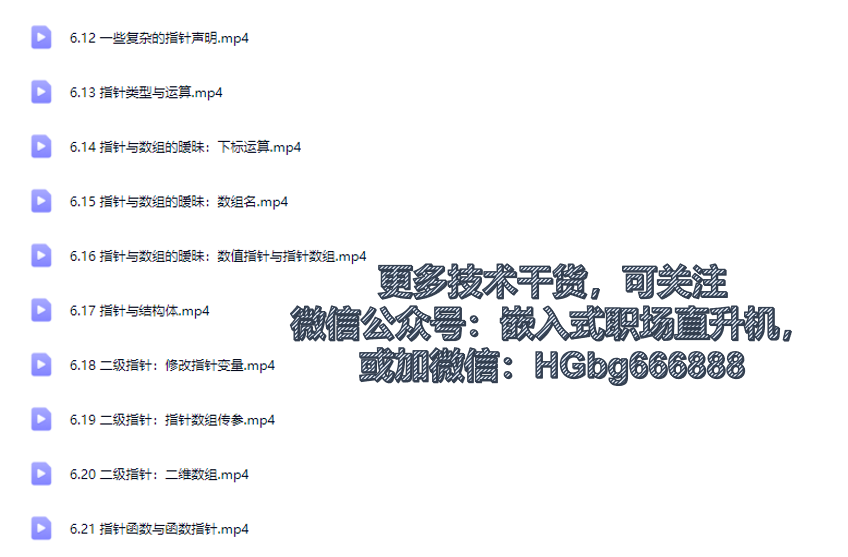 6.12 一些复杂的指针声明.mp4
6.13 指针类型与运算.mp4
6.14 指针与数组的暧昧：下标运算.mp4
6.15 指针与数组的暧昧：数组名.mp4
6.16 指针与数组的暧昧：数值指针与指针数组.mp4
更多技术干货，可关注
6.17 指针与结构体.mp4
微信公众号：嵌入式职场直升机，
或加微信：HGbg666888
6.18 二级指针：修改指针变量.mp4
6.19 二级指针：指针数组传参.mp4
6.20 二级指针：二维数组.mp4
6.21 指针函数与函数指针.mp4